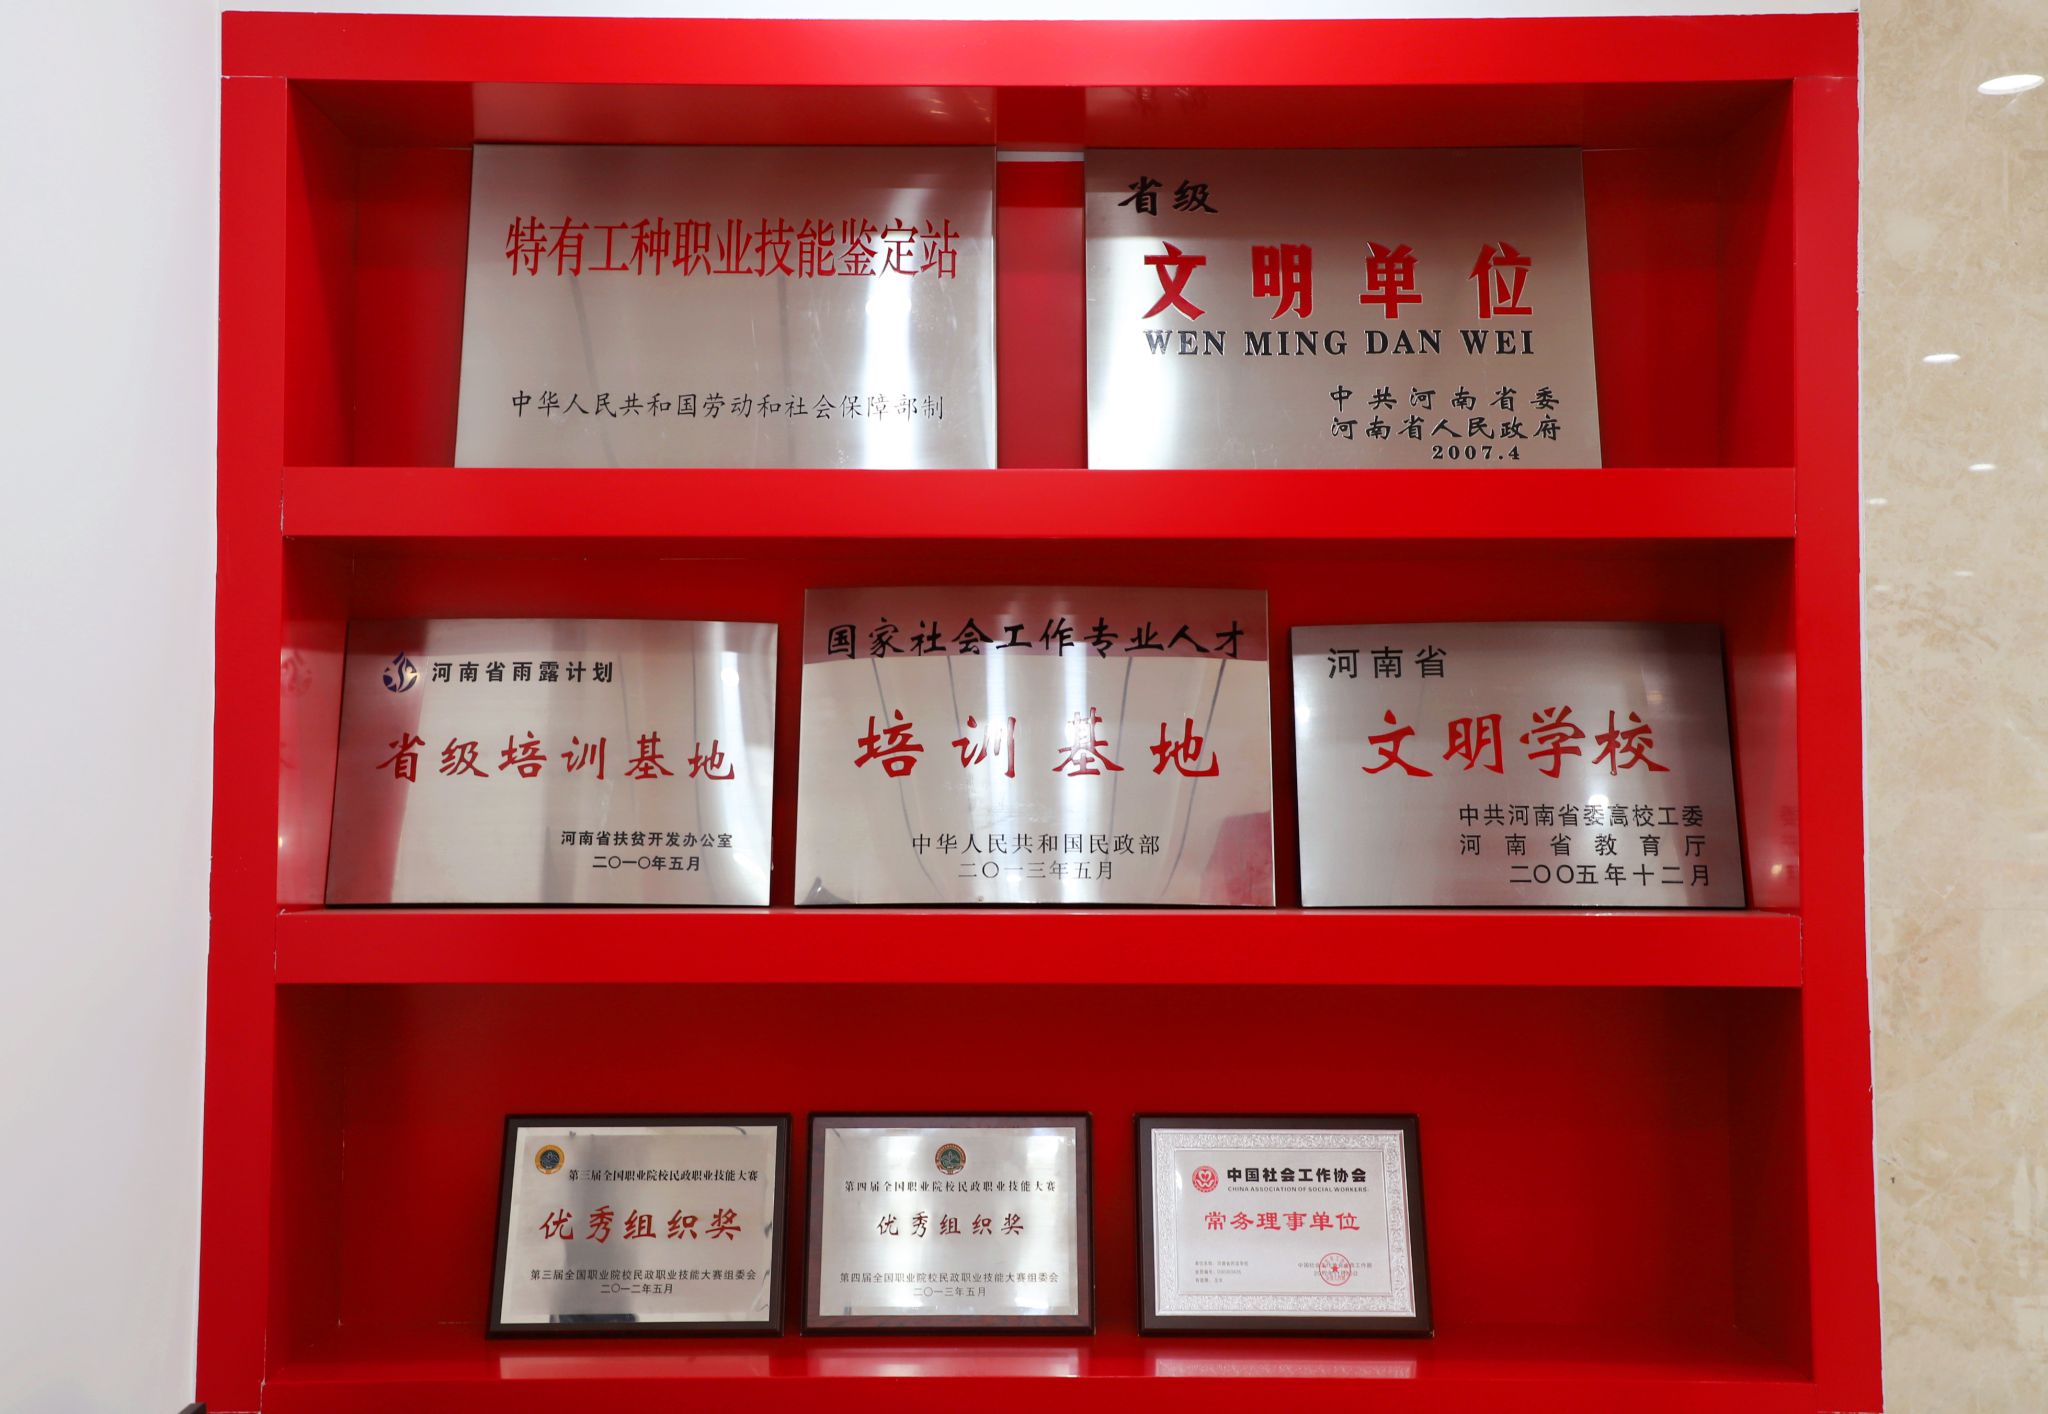 特有工种职业技能鉴定站
中华人民共和国劳动和社会保障部制
省级
文明单位
WEN MING DAN WEI
中共河南省委
河南省人民政府
2007.4
河南省雨露计划
省级培训基地
河南省扶贫开发办公室
二〇一〇年五月
国家社会工作专业人才
培训基地
中华人民共和国民政部
二〇一三年五月
河南省
文明学校
中共河南省委高校工委
河南省教育厅
二〇〇五年十二月
第三届全国职业院校民政职业技能大赛
优秀组织奖
第三届全国职业院校民政职业技能大赛组委会
二〇一二年五月
第四届全国职业院校民政职业技能大赛
优秀组织奖
第四届全国职业院校民政职业技能大赛组委会
二〇一三年五月
中国社会工作协会
CHINA ASSOCIATION OF SOCIAL WORKERS
常务理事单位